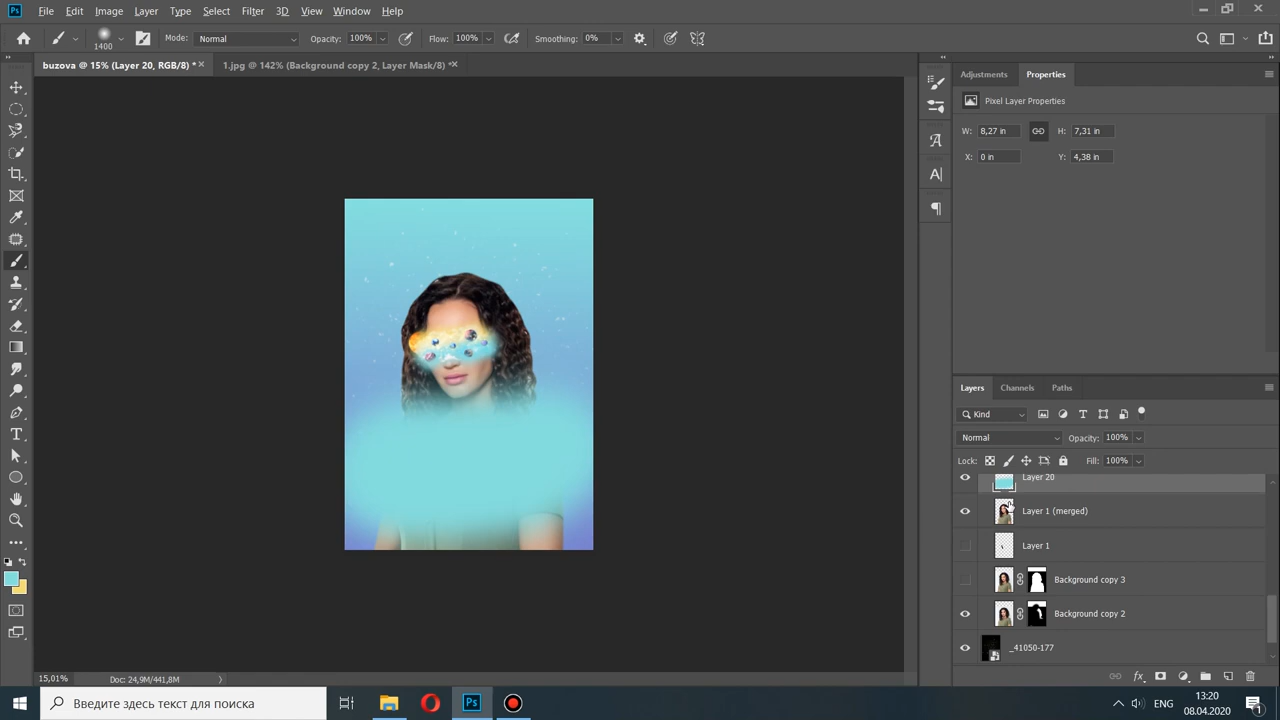 Ps File Edit Image Layer Type Select Filter 3D View Window Help
1400 Mode: Normal Opacity: 100% Flow: 100% Smoothing: 0%
buzova @ 15% (Layer 20, RGB/8) * × 1.jpg @ 142% (Background copy 2, Layer Mask/8) * ×
Adjustments Properties
Pixel Layer Properties
W: 8,27 in H: 7,31 in
X: 0 in Y: 4,38 in
Layers Channels Paths
Kind
Normal Opacity: 100%
Lock: Fill: 100%
Layer 20
Layer 1 (merged)
Layer 1
Background copy 3
Background copy 2
_41050-177
fx
15,01% Doc: 24,9M/441,8M
Введите здесь текст для поиска
Ps
ENG
13:20
08.04.2020
1